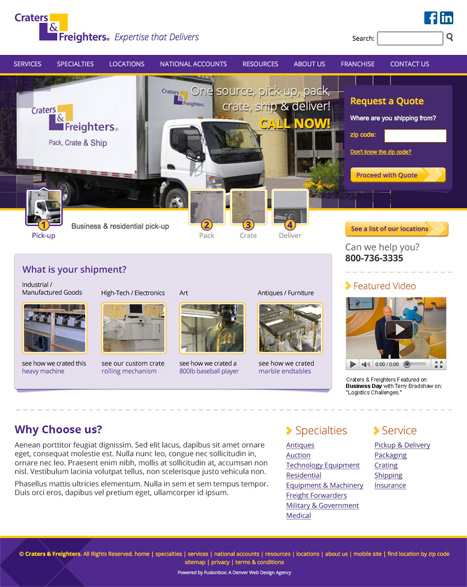 Craters
&
Freighters®
Expertise that Delivers
Search:
SERVICES SPECIALTIES LOCATIONS NATIONAL ACCOUNTS RESOURCES ABOUT US FRANCHISE CONTACT US
Craters
&
Freighters®
Pack, Crate & Ship
Craters
& Freighters
One source, pick-up, pack,
crate, ship & deliver!
CALL NOW!
Request a Quote
Where are you shipping from?
zip code:
Don't know the zip code?
Proceed with Quote
1
Pick-up
Business & residential pick-up
2
Pack
3
Crate
4
Deliver
See a list of our locations
Can we help you?
800-736-3335
What is your shipment?
Industrial /
Manufactured Goods
see how we crated this
heavy machine
High-Tech / Electronics
see our custom crate
rolling mechanism
Art
see how we crated a
800lb baseball player
Antiques / Furniture
see how we crated
marble endtables
Featured Video
0:00 / 0:00
Craters & Freighters Featured on
Business Day with Terry Bradshaw on:
"Logistics Challenges."
Why Choose us?
Aenean porttitor feugiat dignissim. Sed elit lacus, dapibus sit amet ornare
eget, consequat molestie est. Nulla nunc leo, congue nec sollicitudin in,
ornare nec leo. Praesent enim nibh, mollis at sollicitudin at, accumsan non
nisl. Vestibulum lacinia volutpat tellus, non scelerisque justo vehicula non.
Phasellus mattis ultricies elementum. Nulla in sem et sem tempus tempor.
Duis orci eros, dapibus vel pretium eget, ullamcorper id ipsum.
Specialties
Antiques
Auction
Technology Equipment
Residential
Equipment & Machinery
Freight Forwarders
Military & Government
Medical
Service
Pickup & Delivery
Packaging
Crating
Shipping
Insurance
© Craters & Freighters. All Rights Reserved. home | specialties | services | national accounts | resources | locations | about us | mobile site | find location by zip code
sitemap | privacy | terms & conditions
Powered by Fusionbox: A Denver Web Design Agency